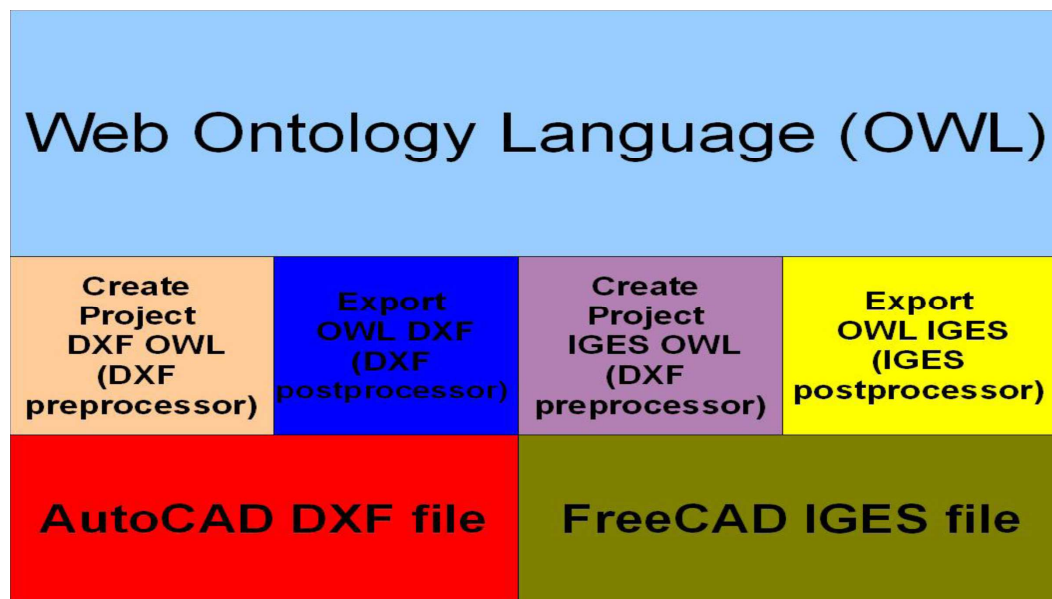 Web Ontology Language (OWL)
Create
Project
DXF OWL
(DXF
preprocessor)
Export
OWL DXF
(DXF
postprocessor)
Create
Project
IGES OWL
(DXF
preprocessor)
Export
OWL IGES
(IGES
postprocessor)
AutoCAD DXF file
FreeCAD IGES file